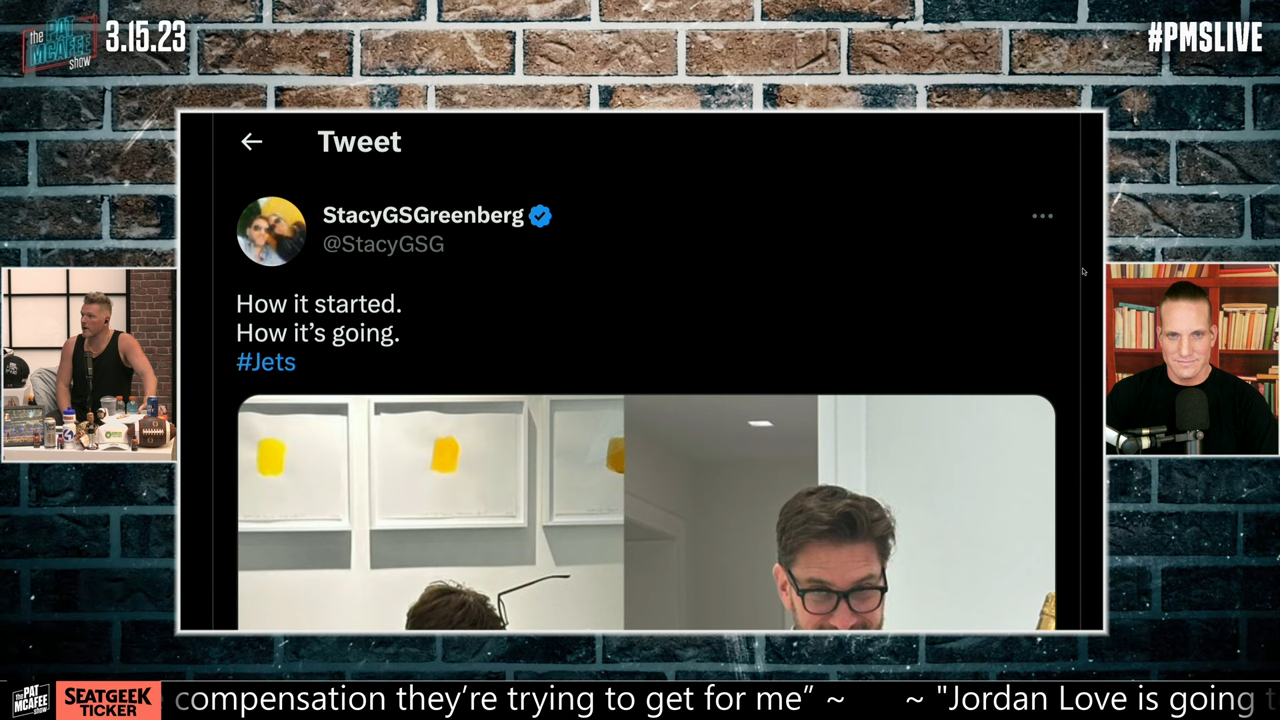 the PAT MCAFEE show
3.15.23
#PMSLIVE
Tweet
StacyGSGreenberg
@StacyGSG
How it started.
How it’s going.
#Jets
the PAT MCAFEE show
SEATGEEK
TICKER
compensation they’re trying to get for me” ~ ~ "Jordan Love is going t